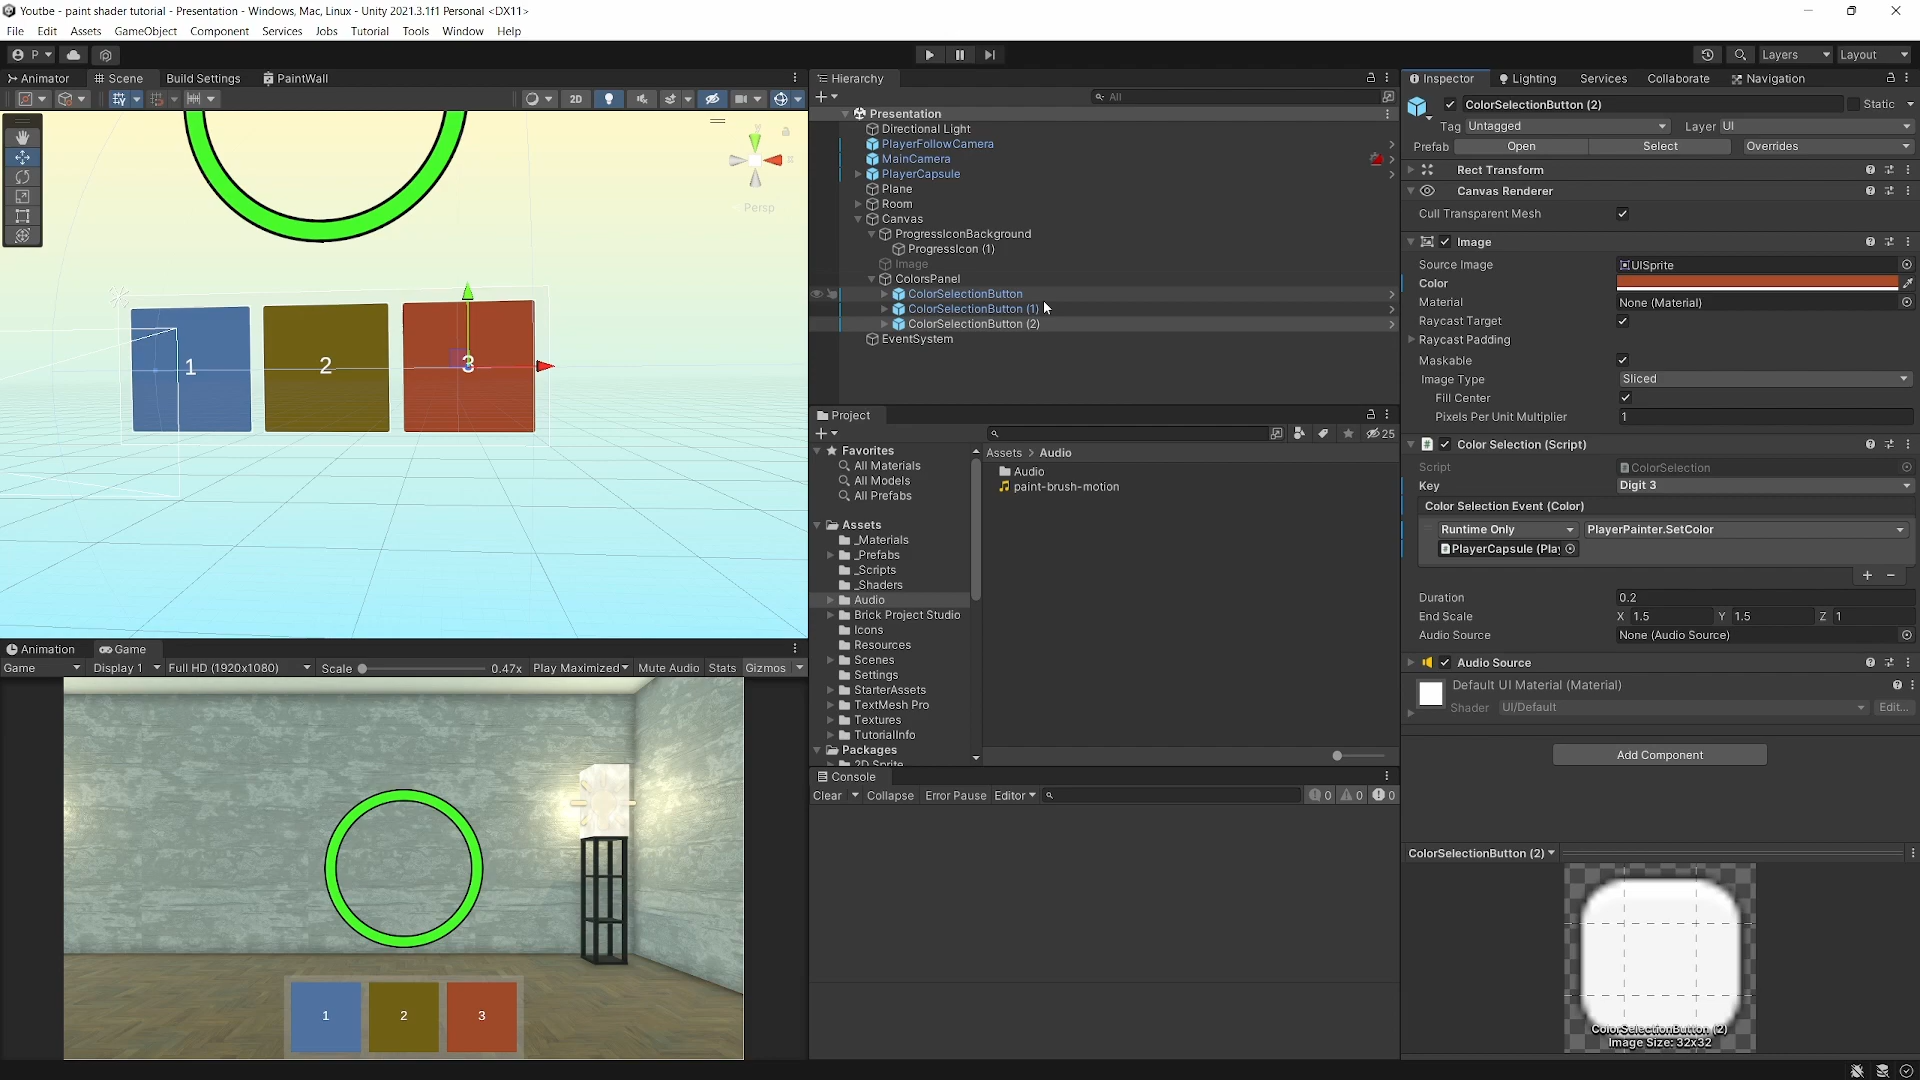 Youtbe - paint shader tutorial - Presentation - Windows, Mac, Linux - Unity 2021.3.1f1 Personal <DX11>
File Edit Assets GameObject Component Services Jobs Tutorial Tools Window Help
P Layers Layout
Animator Scene Build Settings PaintWall
2D
y x Persp
1 2 3
Animation Game
Game Display 1 Full HD (1920x1080) Scale 0.47x Play Maximized Mute Audio Stats Gizmos
1 2 3
Hierarchy
All
Presentation
Directional Light
PlayerFollowCamera
MainCamera
PlayerCapsule
Plane
Room
Canvas
ProgressIconBackground
ProgressIcon (1)
Image
ColorsPanel
ColorSelectionButton
ColorSelectionButton (1)
ColorSelectionButton (2)
EventSystem
Project
25
Favorites
All Materials
All Models
All Prefabs
Assets
_Materials
_Prefabs
_Scripts
_Shaders
Audio
Brick Project Studio
Icons
Resources
Scenes
Settings
StarterAssets
TextMesh Pro
Textures
TutorialInfo
Packages
2D Sprite
Assets > Audio
Audio
paint-brush-motion
Console
Clear Collapse Error Pause Editor 0 0 0
Inspector Lighting Services Collaborate Navigation
ColorSelectionButton (2) Static
Tag Untagged Layer UI
Prefab Open Select Overrides
Rect Transform
Canvas Renderer
Cull Transparent Mesh
Image
Source Image UISprite
Color
Material None (Material)
Raycast Target
Raycast Padding
Maskable
Image Type Sliced
Fill Center
Pixels Per Unit Multiplier 1
Color Selection (Script)
Script ColorSelection
Key Digit 3
Color Selection Event (Color)
Runtime Only PlayerPainter.SetColor
PlayerCapsule (Play
Duration 0.2
End Scale X 1.5 Y 1.5 Z 1
Audio Source None (Audio Source)
Audio Source
Default UI Material (Material)
Shader UI/Default Edit...
Add Component
ColorSelectionButton (2)
ColorSelectionButton (2)
Image Size: 32x32